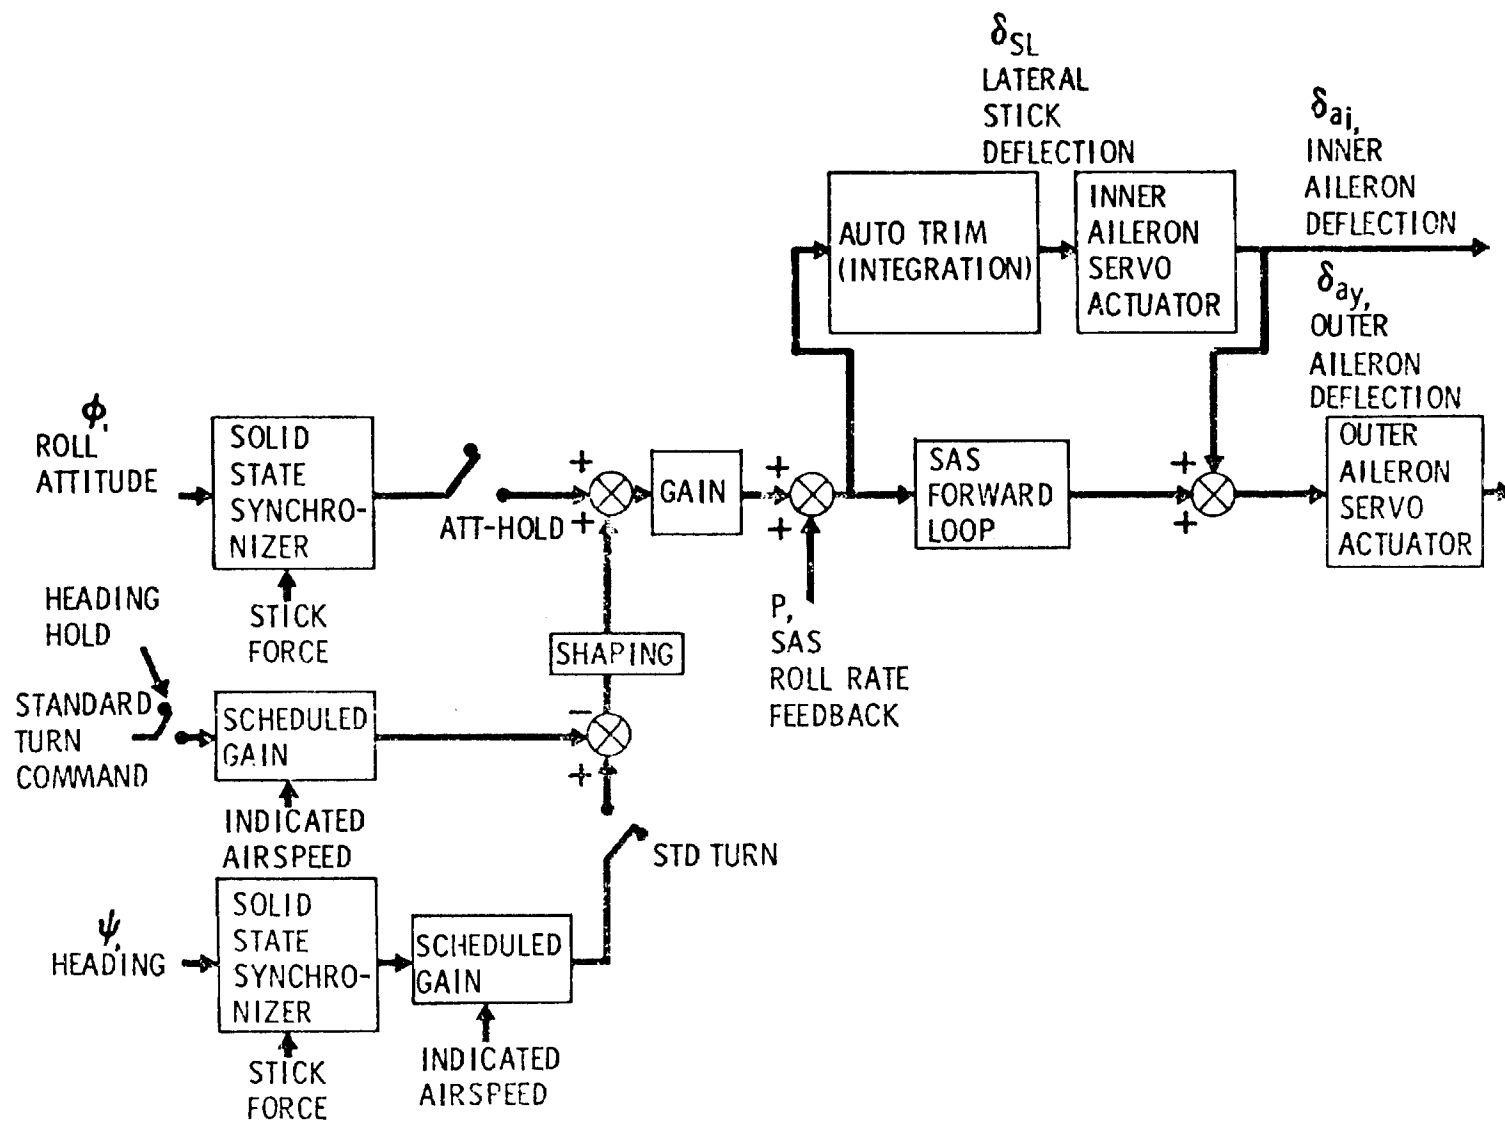 δSL
LATERAL
STICK
DEFLECTION
δai,
INNER
AILERON
DEFLECTION
AUTO TRIM
(INTEGRATION)
INNER
AILERON
SERVO
ACTUATOR
δay,
OUTER
AILERON
DEFLECTION
ϕ,
ROLL
ATTITUDE
SOLID
STATE
SYNCHRO-
NIZER
ATT-HOLD
+
+
GAIN
+
+
SAS
FORWARD
LOOP
+
+
OUTER
AILERON
SERVO
ACTUATOR
STICK
FORCE
P,
SAS
ROLL RATE
FEEDBACK
HEADING
HOLD
SHAPING
STANDARD
TURN
COMMAND
SCHEDULED
GAIN
−
+
INDICATED
AIRSPEED
STD TURN
ψ,
HEADING
SOLID
STATE
SYNCHRO-
NIZER
SCHEDULED
GAIN
STICK
FORCE
INDICATED
AIRSPEED